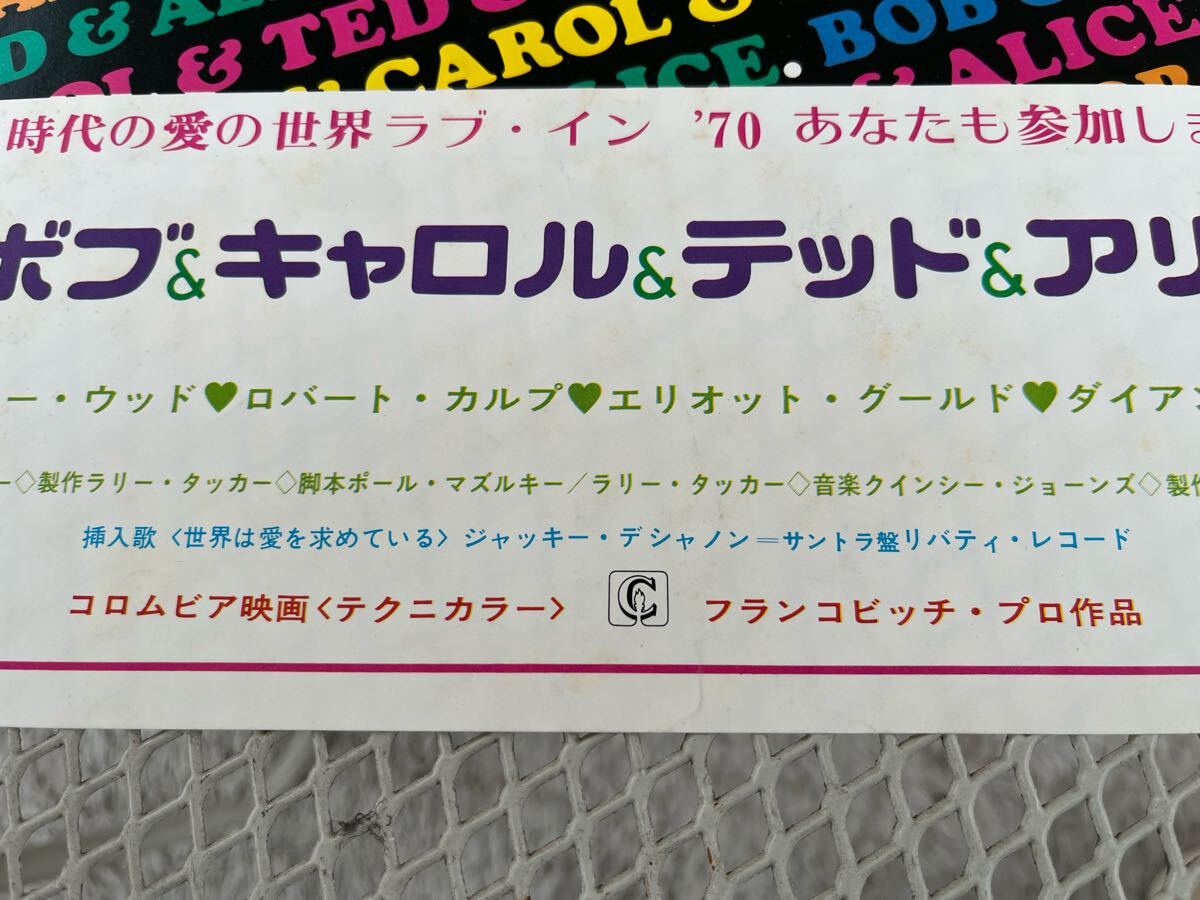 & TED
D & AL
BOB
OL & TED & CAROL & ALICE
& CAROL &
ALICE. BOB
& ALICE
時代の愛の世界ラブ・イン '70 あなたも参加しま
ボブ&キャロル&テッド&アリ
ー・ウッド♥ロバート・カルプ♥エリオット・グールド♥ダイアン
ー◇製作ラリー・タッカー◇脚本ポール・マズルキー/ラリー・タッカー◇音楽クインシー・ジョーンズ◇製作
挿入歌〈世界は愛を求めている〉ジャッキー・デシャノン=サントラ盤リバティ・レコード
コロムビア映画〈テクニカラー〉 C フランコビッチ・プロ作品